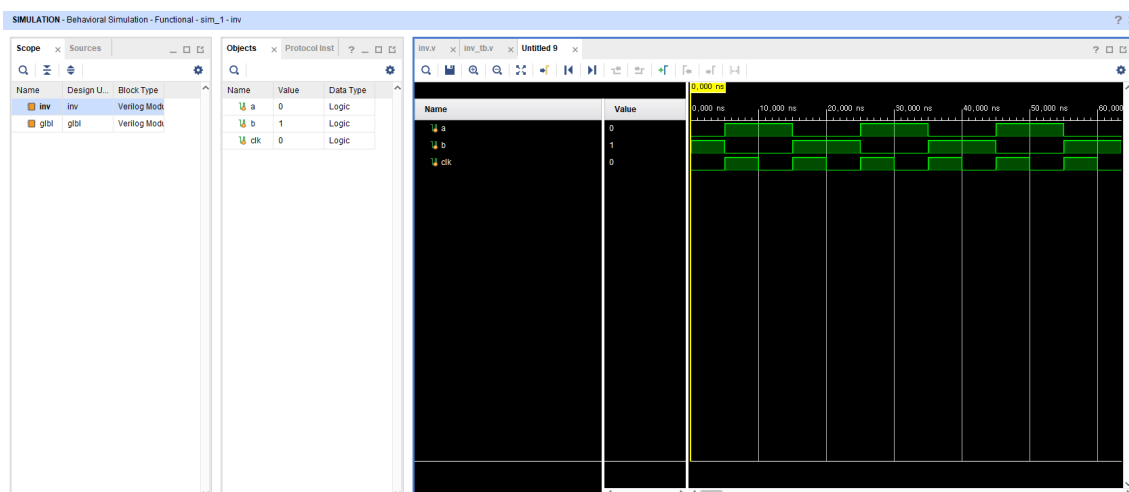 SIMULATION - Behavioral Simulation - Functional - sim_1 - inv
Scope Sources
Name Design U... Block Type
inv inv Verilog Modu
glbl glbl Verilog Modu
Objects Protocol Inst
Name Value Data Type
a 0 Logic
b 1 Logic
clk 0 Logic
inv.v inv_tb.v Untitled 9
0,000 ns
Name Value
0,000 ns 10,000 ns 20,000 ns 30,000 ns 40,000 ns 50,000 ns 60,000
a 0
b 1
clk 0